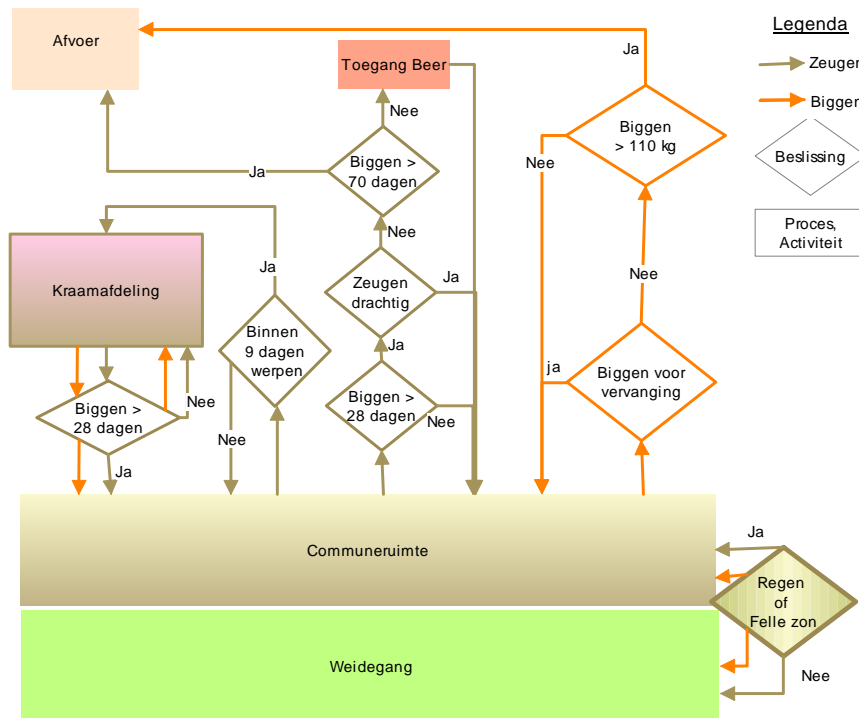 Legenda
Zeugen
Biggen
Beslissing
Proces,
Activiteit
Afvoer
Toegang Beer
Ja
Nee
Biggen
> 110 kg
Nee
Biggen >
70 dagen
Ja
Nee
Ja
Zeugen
drachtig
Ja
Nee
Kraamafdeling
Binnen
9 dagen
werpen
Ja
ja
Biggen voor
vervanging
Biggen >
28 dagen
Nee
Ja
Biggen >
28 dagen
Nee
Nee
Communeruimte
Ja
Regen
of
Felle zon
Nee
Weidegang